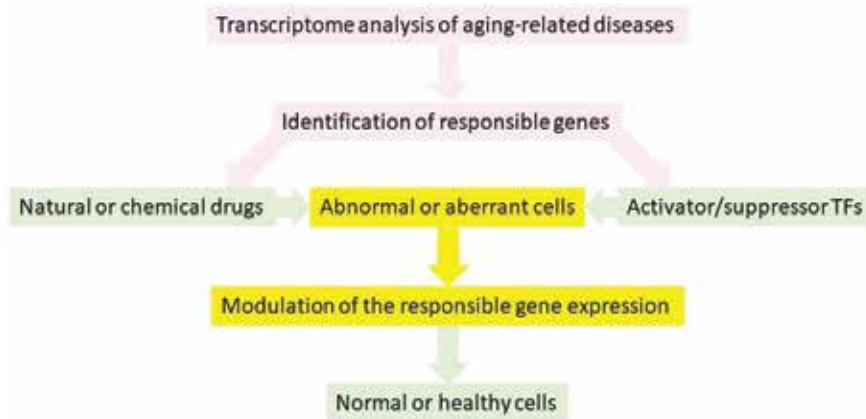 Transcriptome analysis of aging-related diseases
Identification of responsible genes
Natural or chemical drugs
Abnormal or aberrant cells
Activator/suppressor TFs
Modulation of the responsible gene expression
Normal or healthy cells